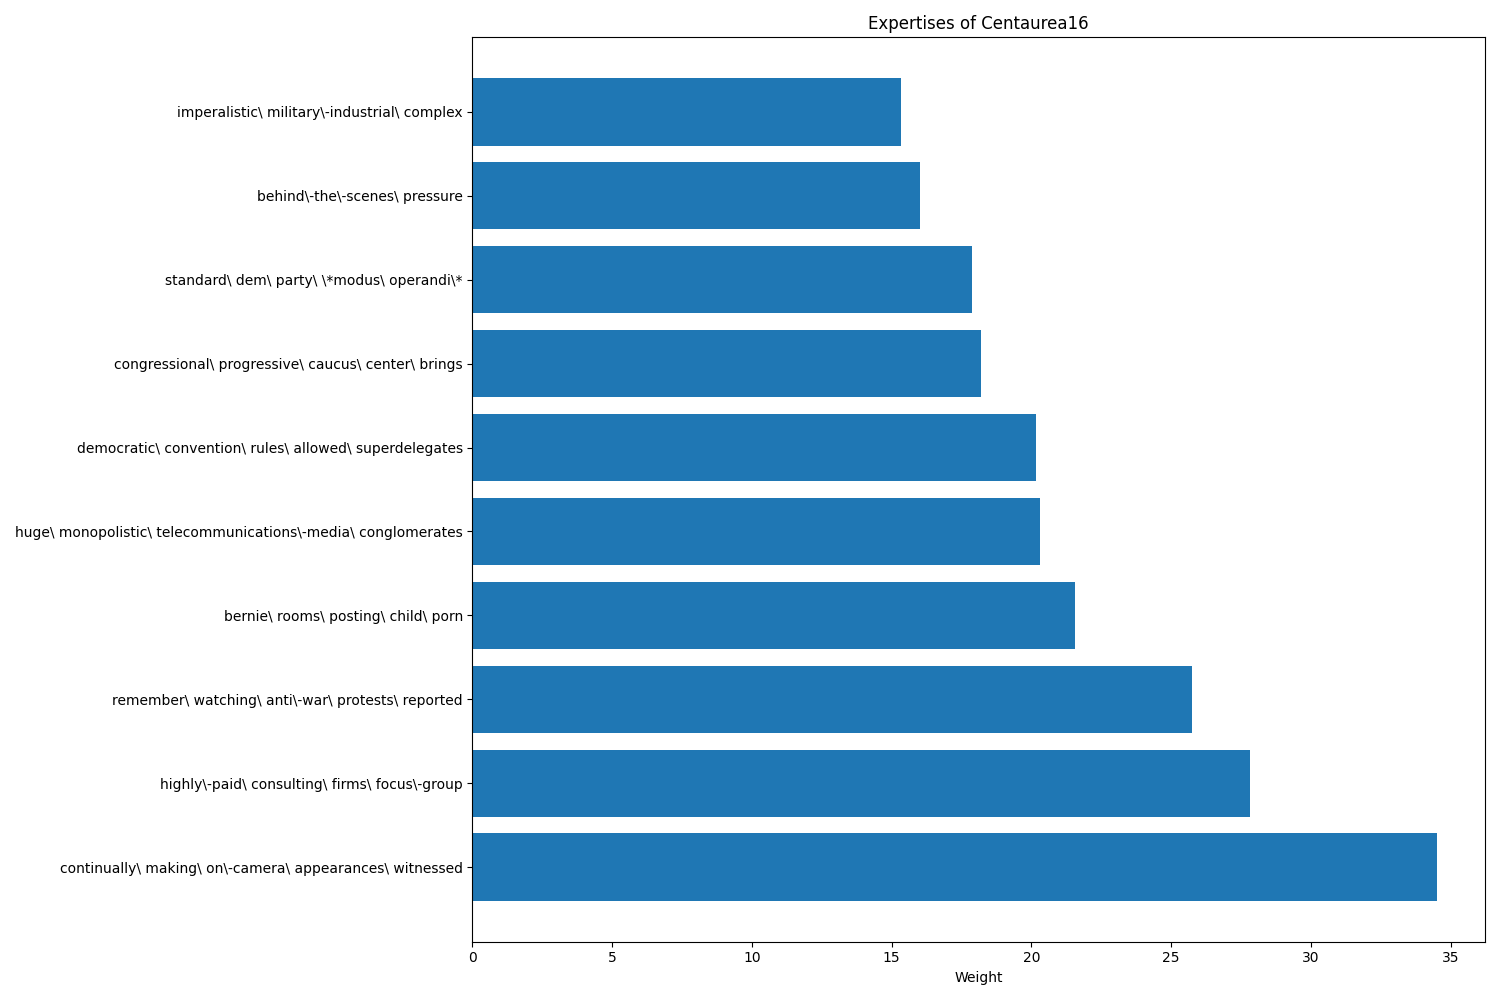 Expertises of Centaurea16
imperalistic\ military\-industrial\ complex
behind\-the\-scenes\ pressure
standard\ dem\ party\ \*modus\ operandi\*
congressional\ progressive\ caucus\ center\ brings
democratic\ convention\ rules\ allowed\ superdelegates
huge\ monopolistic\ telecommunications\-media\ conglomerates
bernie\ rooms\ posting\ child\ porn
remember\ watching\ anti\-war\ protests\ reported
highly\-paid\ consulting\ firms\ focus\-group
continually\ making\ on\-camera\ appearances\ witnessed
0 5 10 15 20 25 30 35
Weight